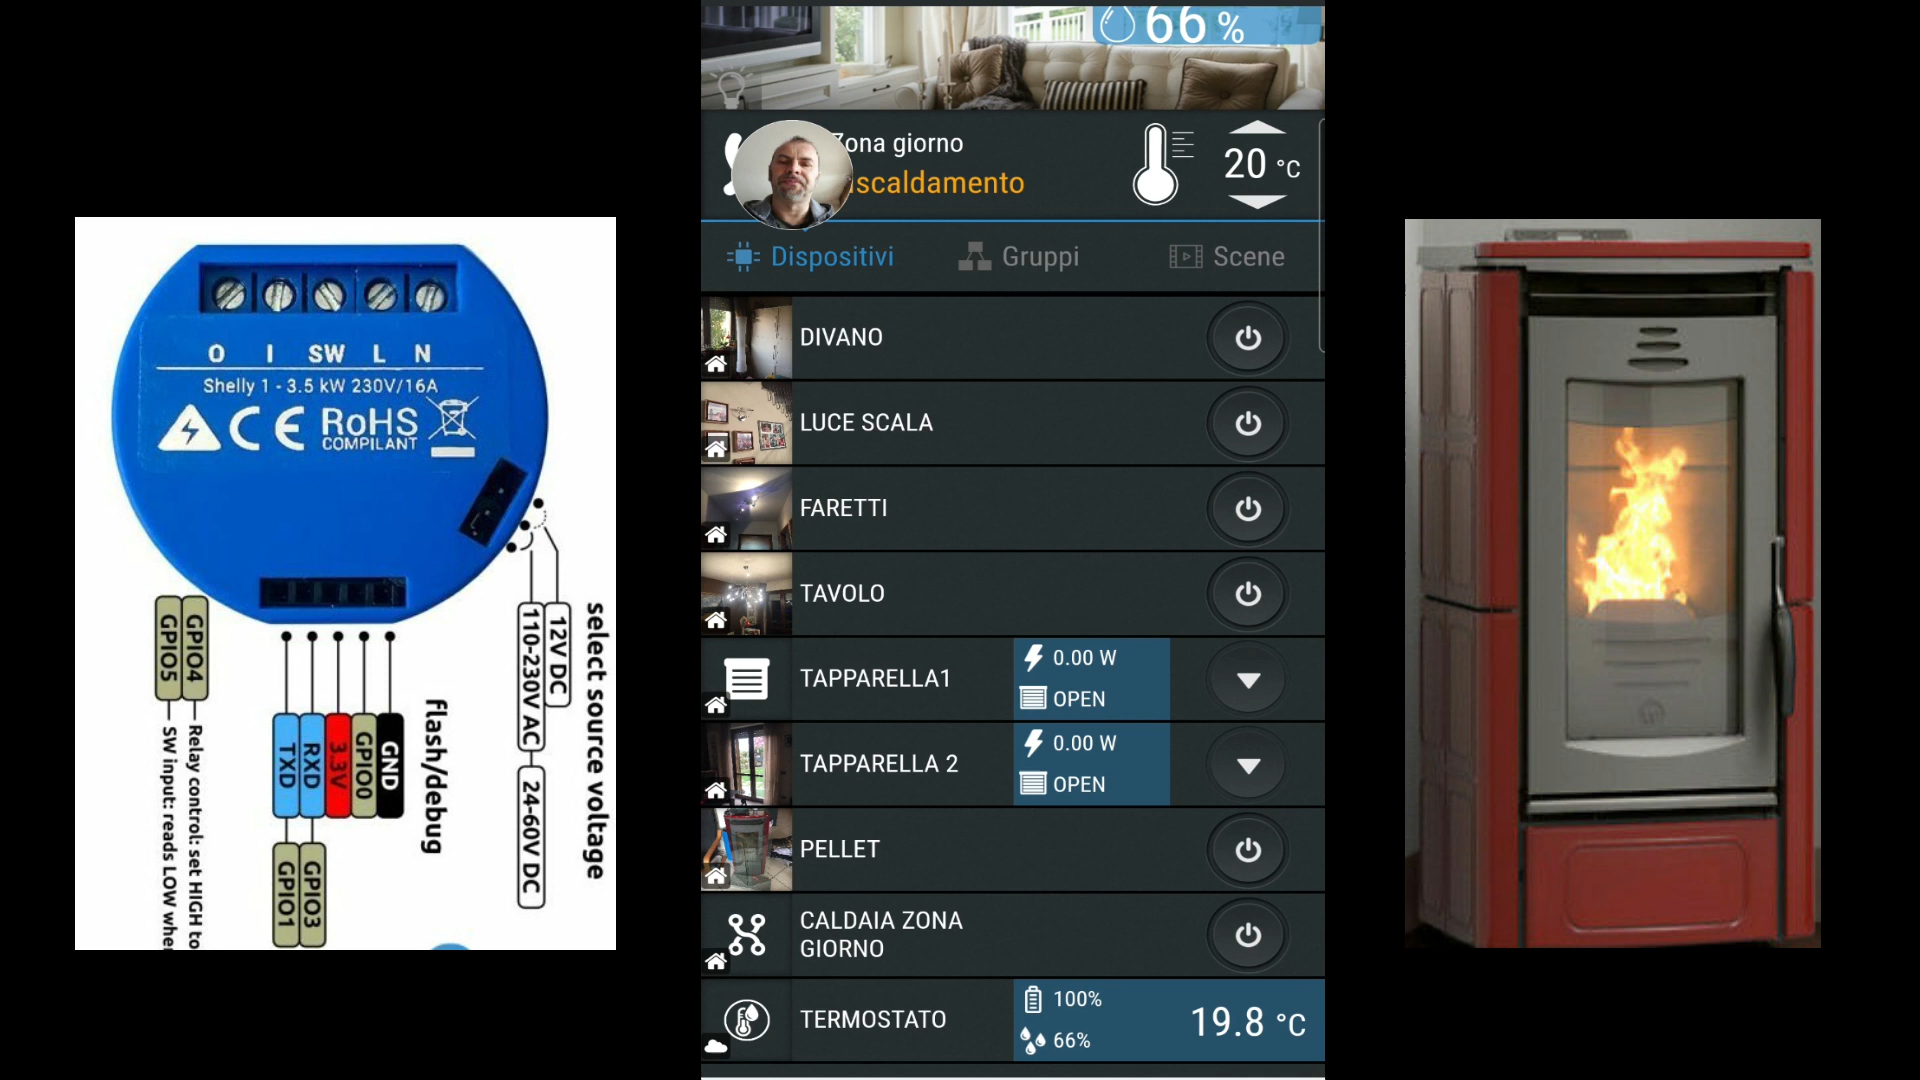 O I SW L N
Shelly 1 - 3.5 kW 230V/16A
CE RoHS
COMPILANT
GPIO5
GPIO4
SW input: reads LOW
Relay control: set HIGH to
TXD
RXD
3.3V
GPIO0
GND
GPIO1
GPIO3
flash/debug
110-230V AC
12V DC
24-60V DC
select source voltage
66 %
Zona giorno
iscaldamento
20 °C
Dispositivi
Gruppi
Scene
DIVANO
LUCE SCALA
FARETTI
TAVOLO
TAPPARELLA1
0.00 W
OPEN
TAPPARELLA 2
0.00 W
OPEN
PELLET
CALDAIA ZONA
GIORNO
TERMOSTATO
100%
66%
19.8 °C